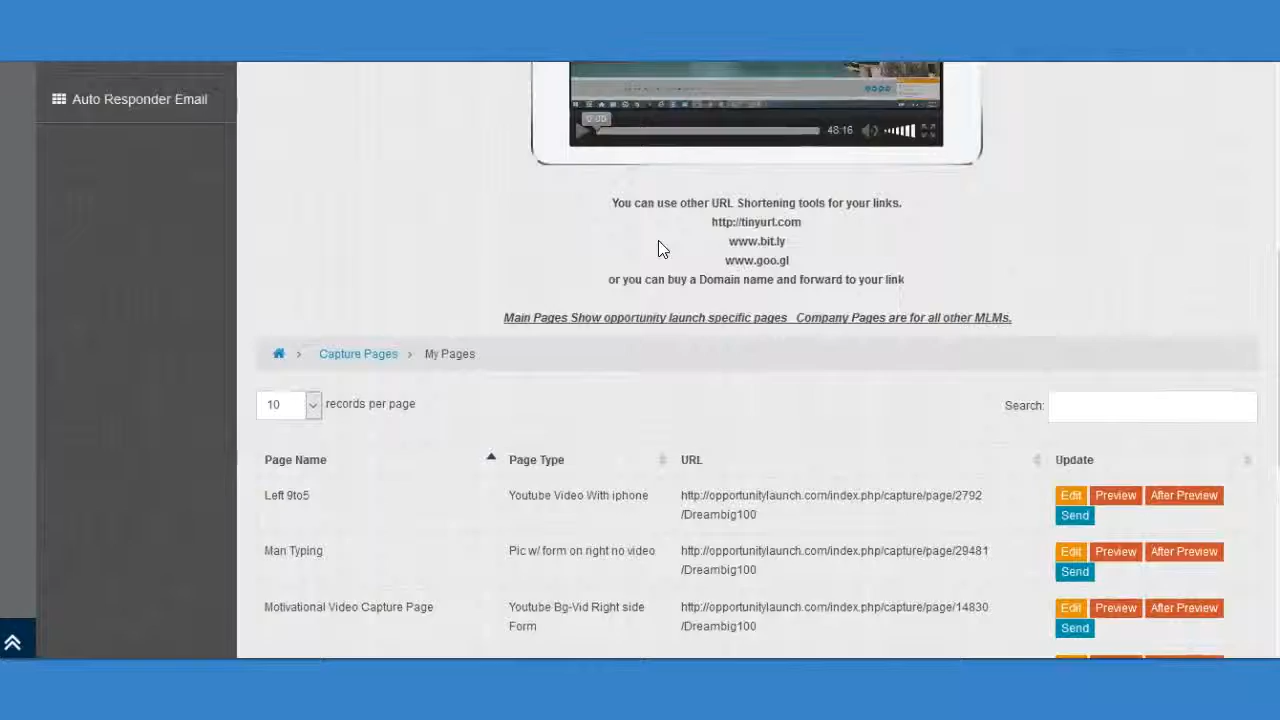 Auto Responder Email
0:00
48:16
You can use other URL Shortening tools for your links.
http://tinyurl.com
www.bit.ly
www.goo.gl
or you can buy a Domain name and forward to your link
Main Pages Show opportunity launch specific pages Company Pages are for all other MLMs.
Capture Pages > My Pages
10 records per page
Search:
Page Name Page Type URL Update
Left 9to5 Youtube Video With iphone http://opportunitylaunch.com/index.php/capture/page/2792 Edit Preview After Preview
/Dreambig100 Send
Man Typing Pic w/ form on right no video http://opportunitylaunch.com/index.php/capture/page/29481 Edit Preview After Preview
/Dreambig100 Send
Motivational Video Capture Page Youtube Bg-Vid Right side http://opportunitylaunch.com/index.php/capture/page/14830 Edit Preview After Preview
Form /Dreambig100 Send